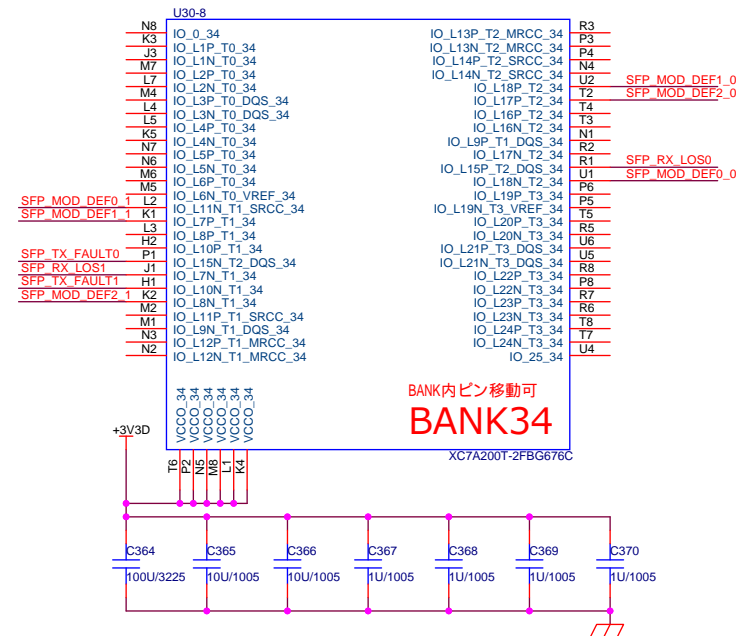 U30-8
N8 IO_0_34
K3 IO_L1P_T0_34
J3 IO_L1N_T0_34
M7 IO_L2P_T0_34
L7 IO_L2N_T0_34
M4 IO_L3P_T0_DQS_34
L4 IO_L3N_T0_DQS_34
L5 IO_L4P_T0_34
K5 IO_L4N_T0_34
N7 IO_L5P_T0_34
N6 IO_L5N_T0_34
M6 IO_L6P_T0_34
M5 IO_L6N_T0_VREF_34
SFP_MOD_DEF0_1 L2 IO_L11N_T1_SRCC_34
SFP_MOD_DEF1_1 K1 IO_L7P_T1_34
L3 IO_L8P_T1_34
H2 IO_L10P_T1_34
SFP_TX_FAULT0 P1 IO_L15N_T2_DQS_34
SFP_RX_LOS1 J1 IO_L7N_T1_34
SFP_TX_FAULT1 H1 IO_L10N_T1_34
SFP_MOD_DEF2_1 K2 IO_L8N_T1_34
M2 IO_L11P_T1_SRCC_34
M1 IO_L9N_T1_DQS_34
N3 IO_L12P_T1_MRCC_34
N2 IO_L12N_T1_MRCC_34
IO_L13P_T2_MRCC_34 R3
IO_L13N_T2_MRCC_34 P3
IO_L14P_T2_SRCC_34 P4
IO_L14N_T2_SRCC_34 N4
IO_L18P_T2_34 U2 SFP_MOD_DEF1_0
IO_L17P_T2_34 T2 SFP_MOD_DEF2_0
IO_L16P_T2_34 T4
IO_L16N_T2_34 T3
IO_L9P_T1_DQS_34 N1
IO_L17N_T2_34 R2
IO_L15P_T2_DQS_34 R1 SFP_RX_LOS0
IO_L18N_T2_34 U1 SFP_MOD_DEF0_0
IO_L19P_T3_34 P6
IO_L19N_T3_VREF_34 P5
IO_L20P_T3_34 T5
IO_L20N_T3_34 R5
IO_L21P_T3_DQS_34 U6
IO_L21N_T3_DQS_34 U5
IO_L22P_T3_34 R8
IO_L22N_T3_34 P8
IO_L23P_T3_34 R7
IO_L23N_T3_34 R6
IO_L24P_T3_34 T8
IO_L24N_T3_34 T7
IO_25_34 U4
BANK内ピン移動可
BANK34
XC7A200T-2FBG676C
VCCO_34 VCCO_34 VCCO_34 VCCO_34 VCCO_34 VCCO_34
T6 P2 N5 M8 L1 K4
+3V3D
C364 C365 C366 C367 C368 C369 C370
100U/3225 10U/1005 10U/1005 1U/1005 1U/1005 1U/1005 1U/1005